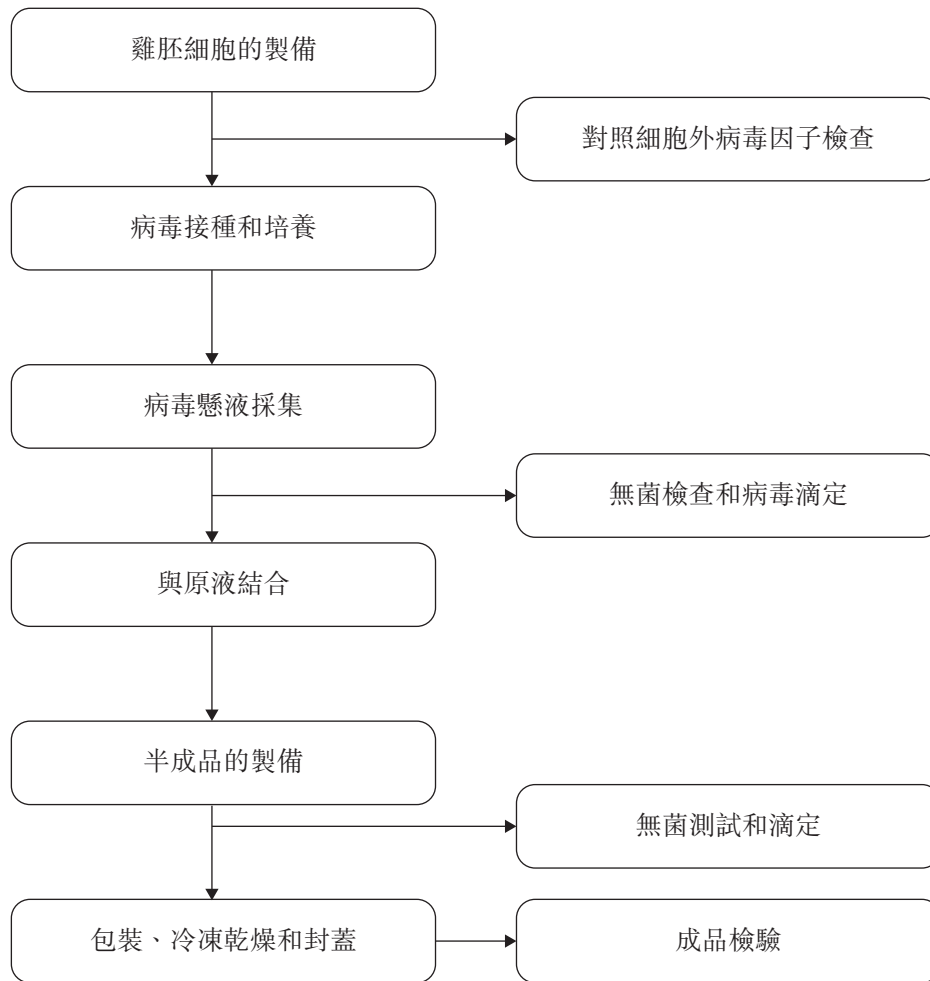 雞胚細胞的製備
對照細胞外病毒因子檢查
病毒接種和培養
病毒懸液採集
無菌檢查和病毒滴定
與原液結合
半成品的製備
無菌測試和滴定
包裝、冷凍乾燥和封蓋
成品檢驗